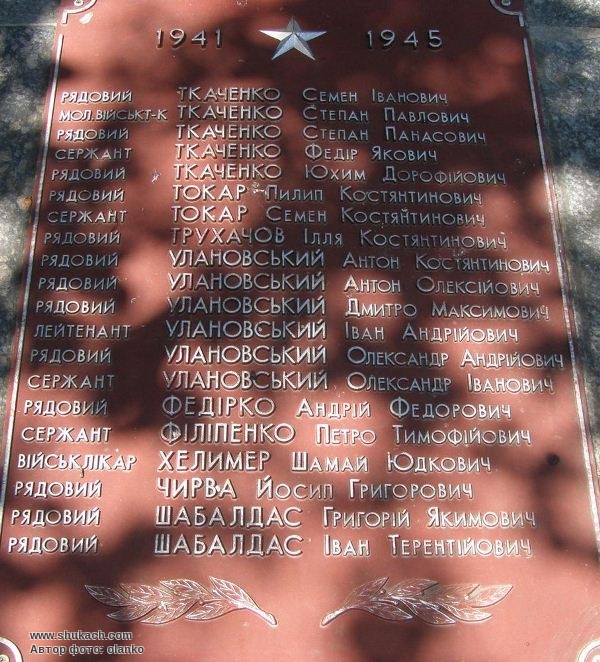 1941 1945
РЯДОВИЙ ТКАЧЕНКО СЕМЕН ІВАНОВИЧ
МОЛ.ВІЙСЬКТ-К ТКАЧЕНКО СТЕПАН ПАВЛОВИЧ
РЯДОВИЙ ТКАЧЕНКО СТЕПАН ПАНАСОВИЧ
СЕРЖАНТ ТКАЧЕНКО ФЕДІР ЯКОВИЧ
РЯДОВИЙ ТКАЧЕНКО ЮХИМ ДОРОФІЙОВИЧ
РЯДОВИЙ ТОКАР ПИЛИП КОСТЯНТИНОВИЧ
СЕРЖАНТ ТОКАР СЕМЕН КОСТЯНТИНОВИЧ
РЯДОВИЙ ТРУХАЧОВ ІЛЛЯ КОСТЯНТИНОВИЧ
РЯДОВИЙ УЛАНОВСЬКИЙ АНТОН КОСТЯНТИНОВИЧ
РЯДОВИЙ УЛАНОВСЬКИЙ АНТОН ОЛЕКСІЙОВИЧ
РЯДОВИЙ УЛАНОВСЬКИЙ ДМИТРО МАКСИМОВИЧ
ЛЕЙТЕНАНТ УЛАНОВСЬКИЙ ІВАН АНДРІЙОВИЧ
РЯДОВИЙ УЛАНОВСЬКИЙ ОЛЕКСАНДР АНДРІЙОВИЧ
СЕРЖАНТ УЛАНОВСЬКИЙ ОЛЕКСАНДР ІВАНОВИЧ
РЯДОВИЙ ФЕДІРКО АНДРІЙ ФЕДОРОВИЧ
СЕРЖАНТ ФІЛІПЕНКО ПЕТРО ТИМОФІЙОВИЧ
ВІЙСЬКЛІКАР ХЕЛИМЕР ШАМАЙ ЮДКОВИЧ
РЯДОВИЙ ЧИРВА ЙОСИП ГРИГОРОВИЧ
РЯДОВИЙ ШАБАЛДАС ГРИГОРІЙ ЯКИМОВИЧ
РЯДОВИЙ ШАБАЛДАС ІВАН ТЕРЕНТІЙОВИЧ
www.shukach.com
Автор фото: olanko